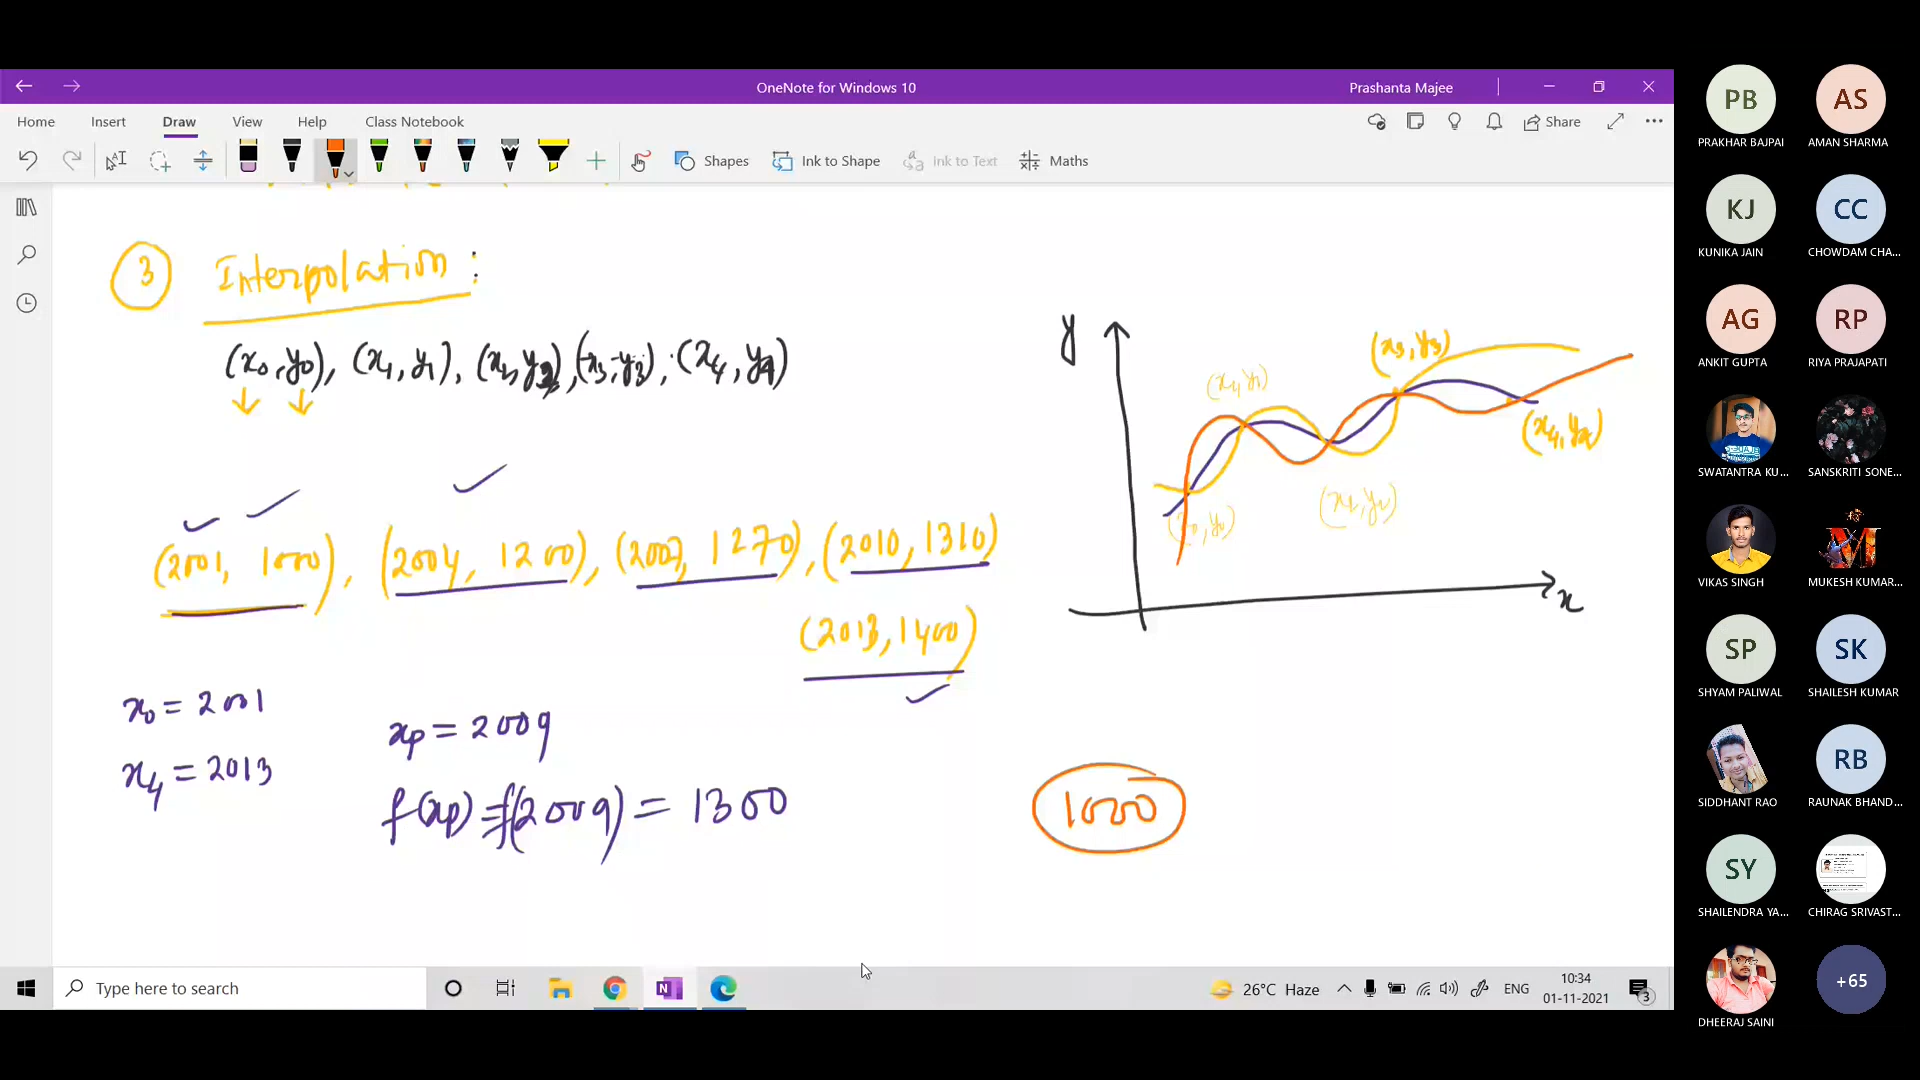 OneNote for Windows 10
Prashanta Majee
Home Insert Draw View Help Class Notebook
Share
Shapes Ink to Shape Ink to Text Maths
3 Interpolation :
(x0, y0), (x1, y1), (x2, y2), (x3, y3), (x4, y4)
y
(x1, y1)
(x3, y3)
(x4, y4)
(x2, y2)
(x0, y0)
x
(2001, 1000), (2004, 1200), (2007, 1270), (2010, 1310)
(2013, 1400)
x0 = 2001
x4 = 2013
xp = 2009
f(xp) = f(2009) = 1300
1000
Type here to search
26°C Haze
ENG
10:34
01-11-2021
3
PB
PRAKHAR BAJPAI
AS
AMAN SHARMA
KJ
KUNIKA JAIN
CC
CHOWDAM CHA...
AG
ANKIT GUPTA
RP
RIYA PRAJAPATI
SWATANTRA KU...
SANSKRITI SONE...
VIKAS SINGH
MUKESH KUMAR...
SP
SHYAM PALIWAL
SK
SHAILESH KUMAR
SIDDHANT RAO
RB
RAUNAK BHAND...
SY
SHAILENDRA YA...
CHIRAG SRIVAST...
DHEERAJ SAINI
+65